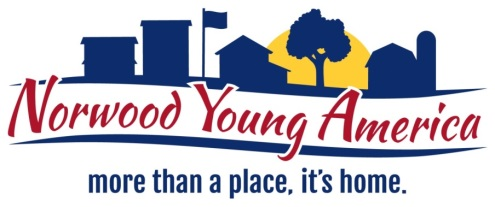 Norwood Young America
more than a place, it's home.